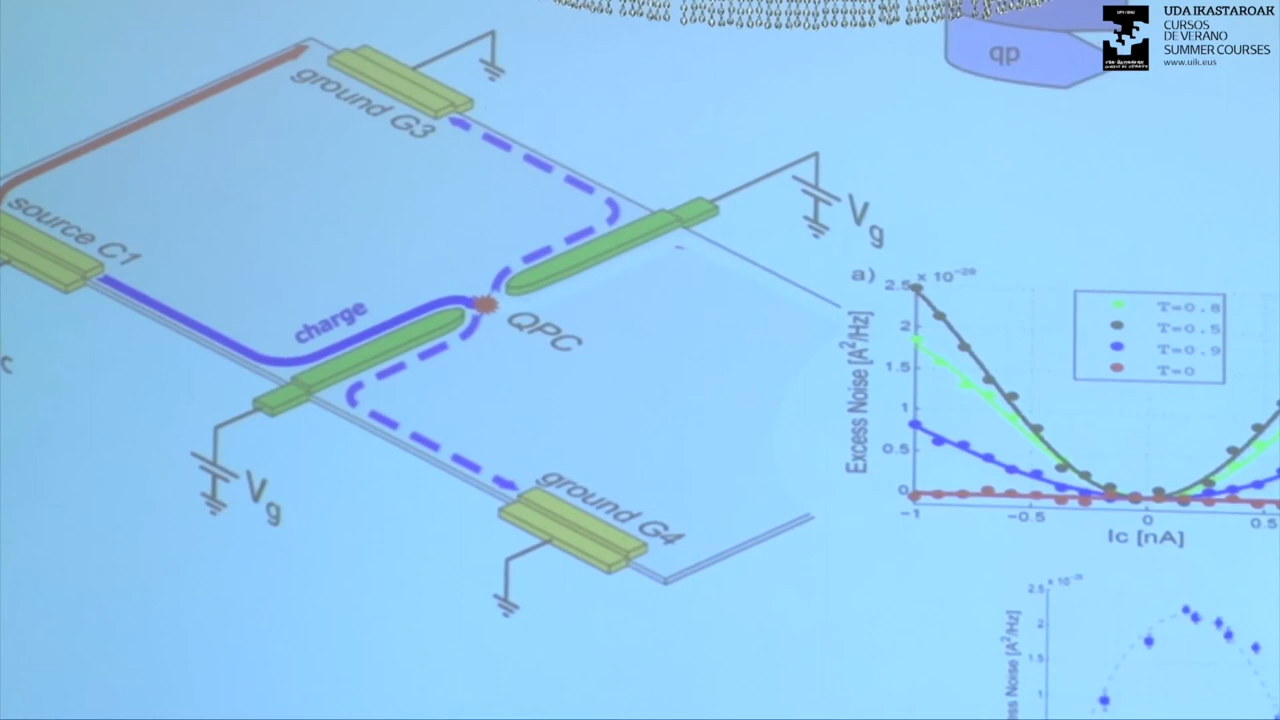 UDA IKASTAROAK
CURSOS
DE VERANO
SUMMER COURSES
www.uik.eus
qp
ground G3
source C1
Vg
charge
QPC
Vg
ground G4
a)
2.5 × 10⁻²⁸
2
1.5
1
0.5
0
Excess Noise [A²/Hz]
T=0.8
T=0.5
T=0.9
T=0
-1
-0.5
0
0.5
Ic [nA]
2.5
2
1.5
1
Noise [A²/Hz]